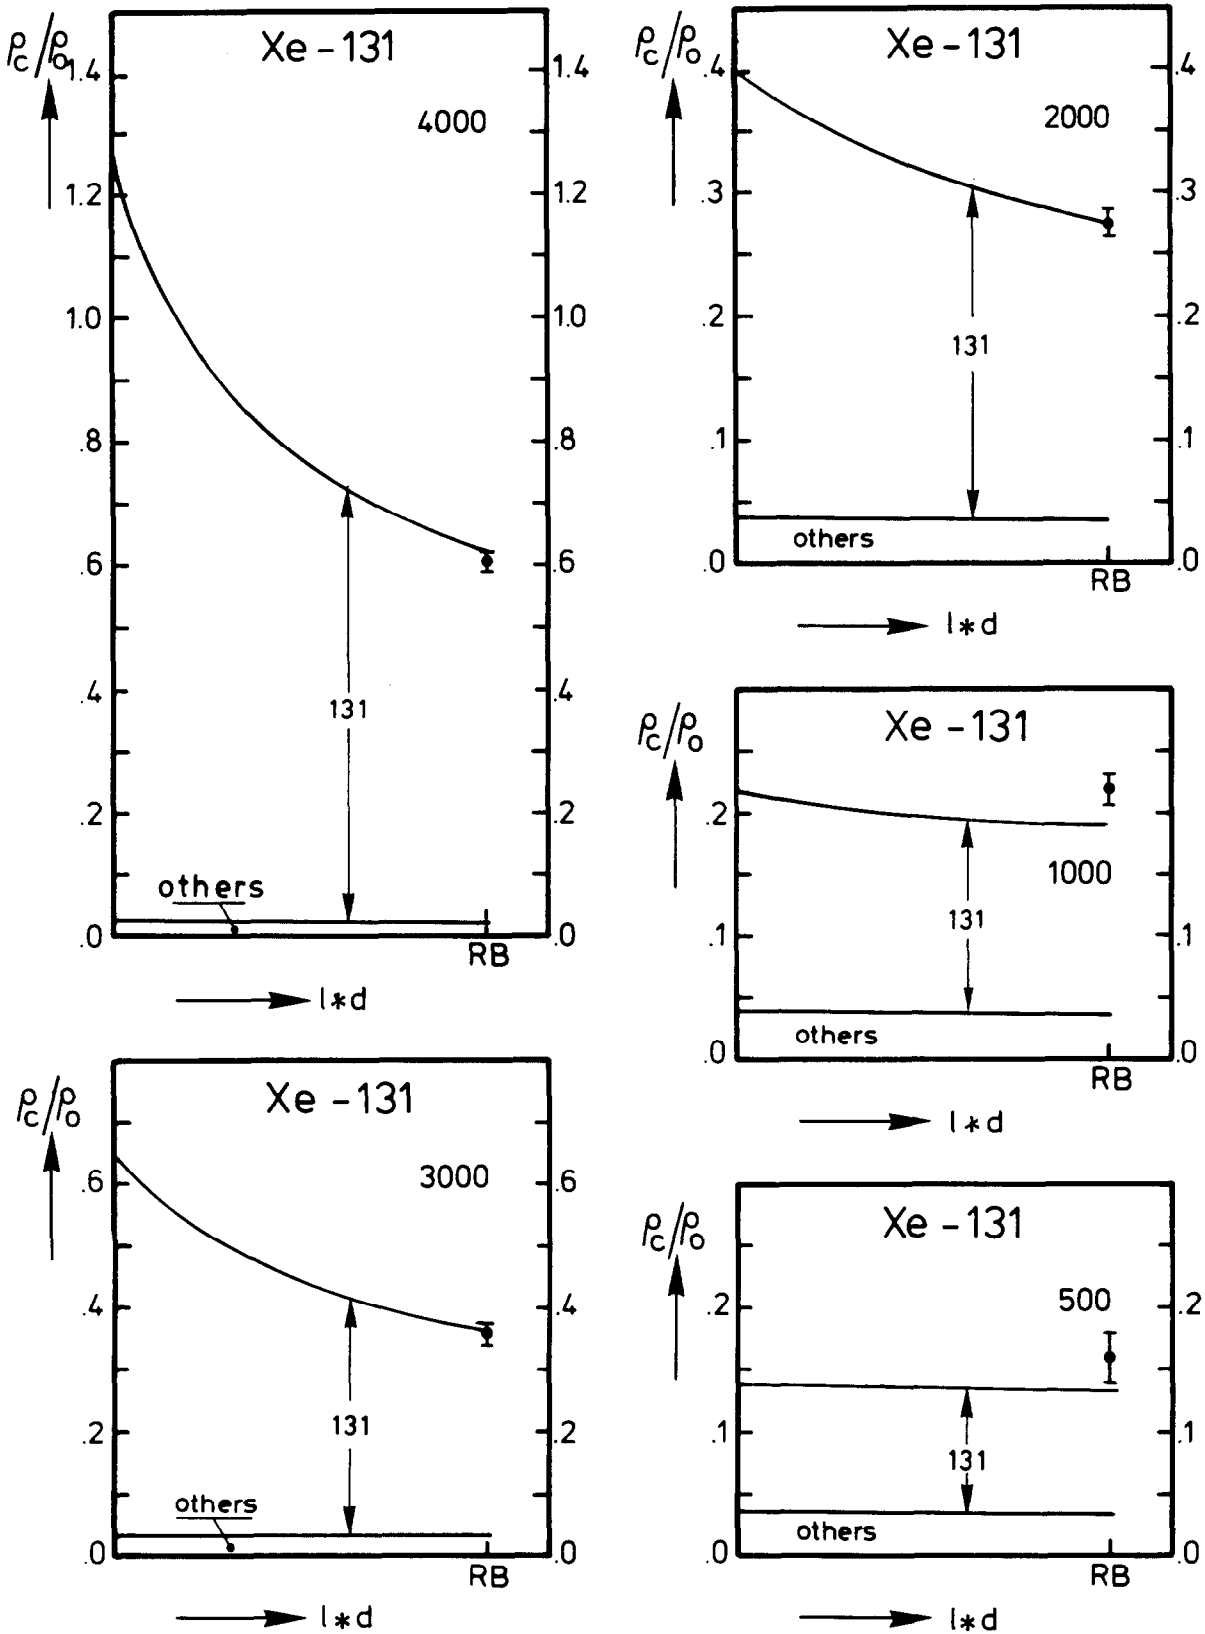 Xe-131
ρc/ρo
4000
1.4
1.4
1.2
1.2
1.0
1.0
.8
.8
.6
.6
.4
.4
131
.2
.2
others
.0
.0
RB
l*d
Xe-131
ρc/ρo
3000
.6
.6
.4
.4
131
.2
.2
others
.0
.0
RB
l*d
Xe-131
ρc/ρo
.4
.4
2000
.3
.3
.2
.2
131
.1
.1
others
.0
.0
RB
l*d
Xe-131
ρc/ρo
.2
.2
1000
131
.1
.1
others
.0
.0
RB
l*d
Xe-131
ρc/ρo
500
.2
.2
.1
.1
131
others
.0
.0
RB
l*d